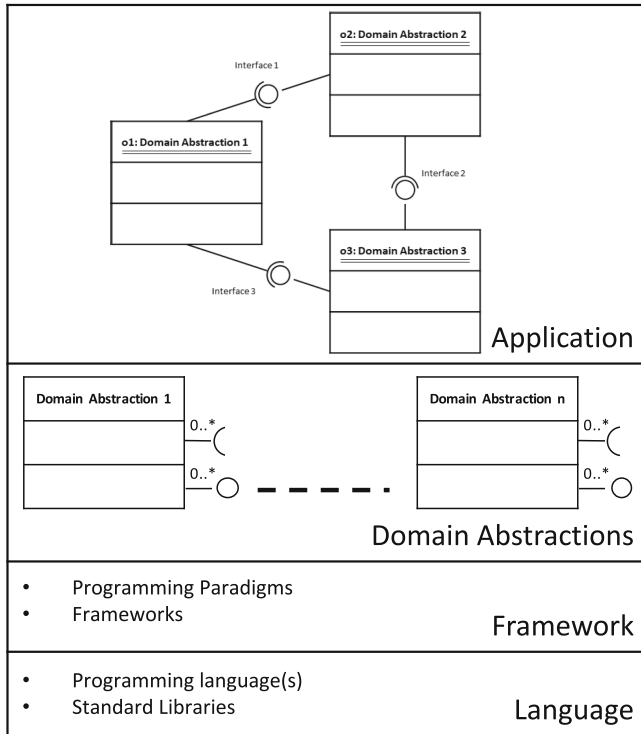 o2: Domain Abstraction 2
Interface 1
o1: Domain Abstraction 1
Interface 2
o3: Domain Abstraction 3
Interface 3
Application
Domain Abstraction 1
0..*
0..*
Domain Abstraction n
0..*
0..*
Domain Abstractions
• Programming Paradigms
• Frameworks
Framework
• Programming language(s)
• Standard Libraries
Language